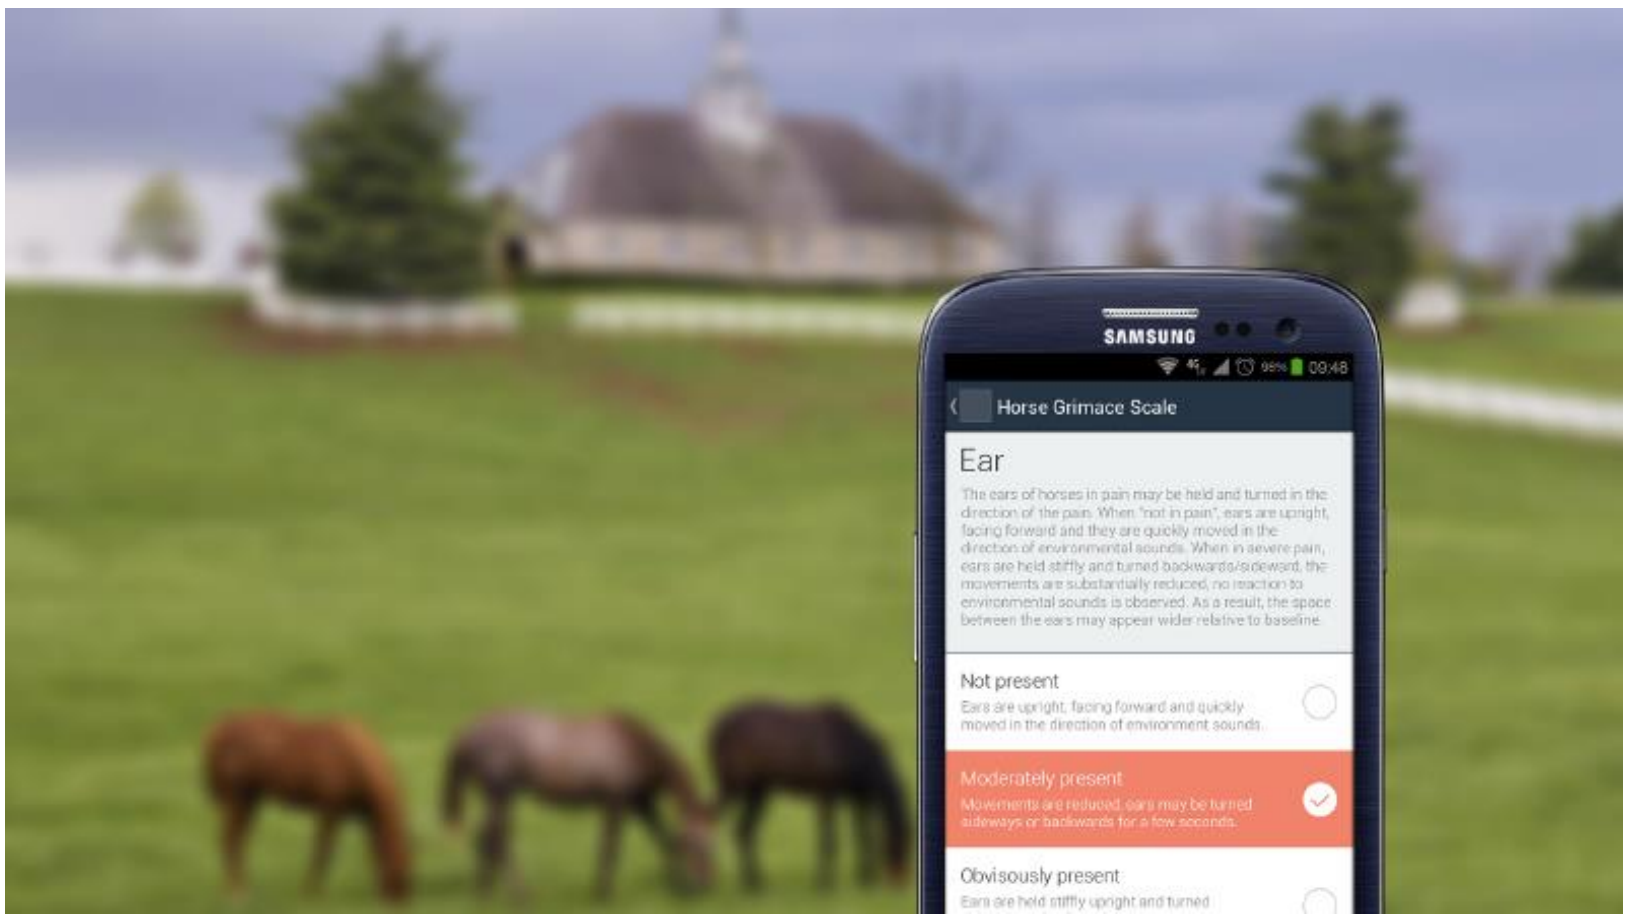 SAMSUNG
4G
98% 09:48
Horse Grimace Scale
Ear
The ears of horses in pain may be held and turned in the
direction of the pain. When "not in pain", ears are upright,
facing forward and they are quickly moved in the
direction of environmental sounds. When in severe pain,
ears are held stiffly and turned backwards/sideward, the
movements are substantially reduced, no reaction to
environmental sounds is observed. As a result, the space
between the ears may appear wider relative to baseline.
Not present
Ears are upright, facing forward and quickly
moved in the direction of environment sounds.
Moderately present
Movements are reduced, ears may be turned
sideways or backwards for a few seconds.
Obvisously present
Ears are held stiffly upright and turned